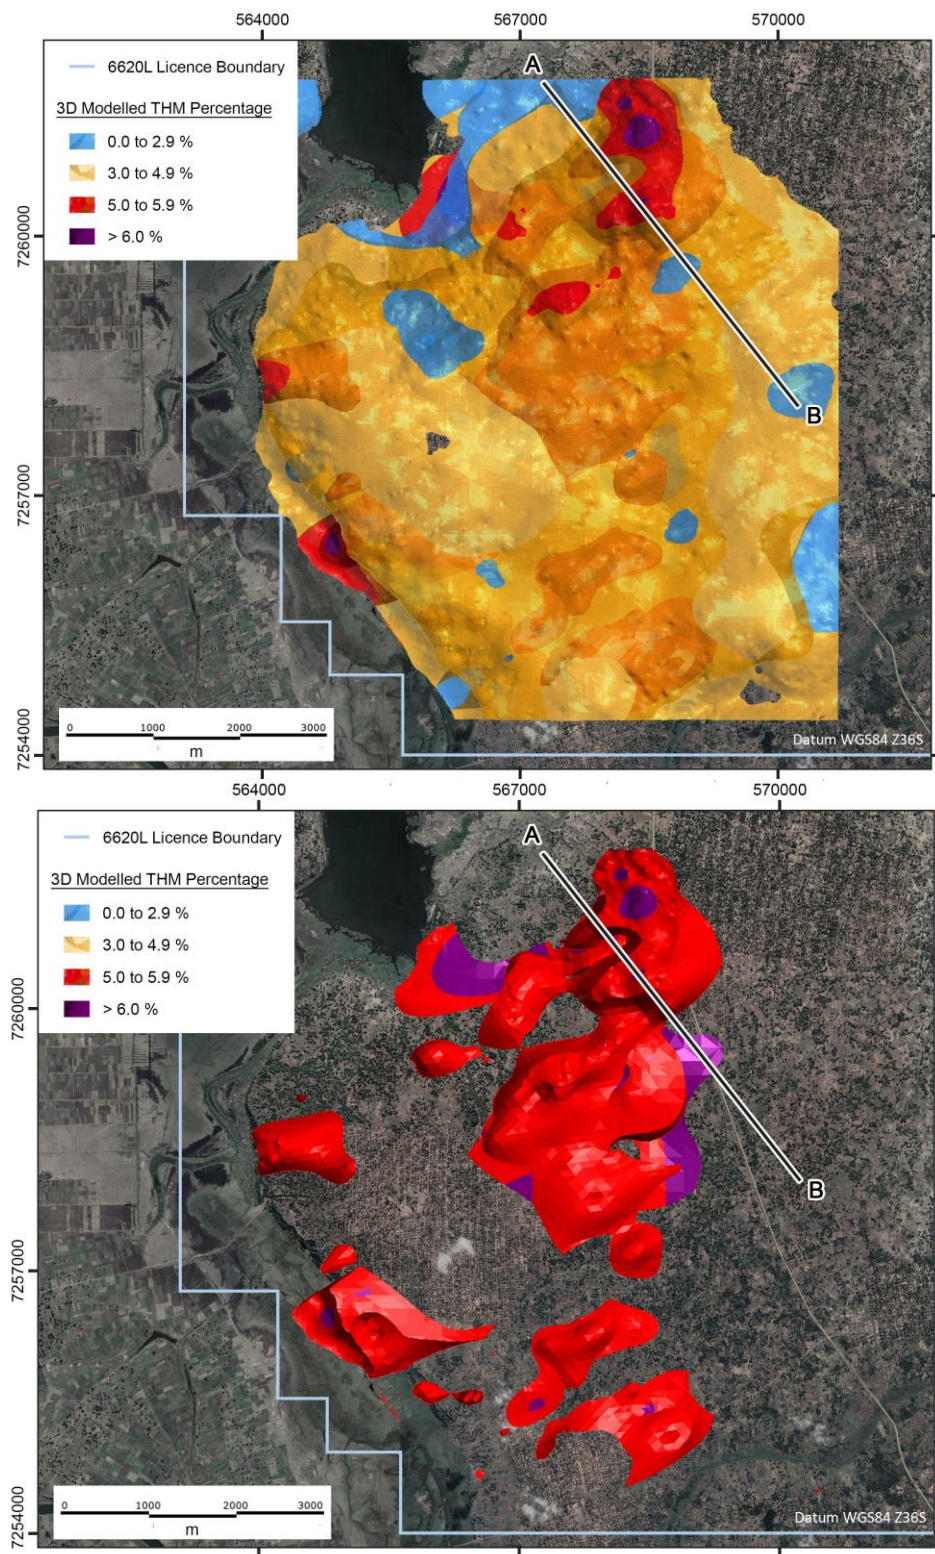 564000
567000
570000
6620L Licence Boundary
3D Modelled THM Percentage
0.0 to 2.9 %
3.0 to 4.9 %
5.0 to 5.9 %
> 6.0 %
A
B
7260000
7257000
7254000
0 1000 2000 3000
m
Datum WGS84 Z36S
564000
567000
570000
6620L Licence Boundary
3D Modelled THM Percentage
0.0 to 2.9 %
3.0 to 4.9 %
5.0 to 5.9 %
> 6.0 %
A
B
7260000
7257000
7254000
0 1000 2000 3000
m
Datum WGS84 Z36S